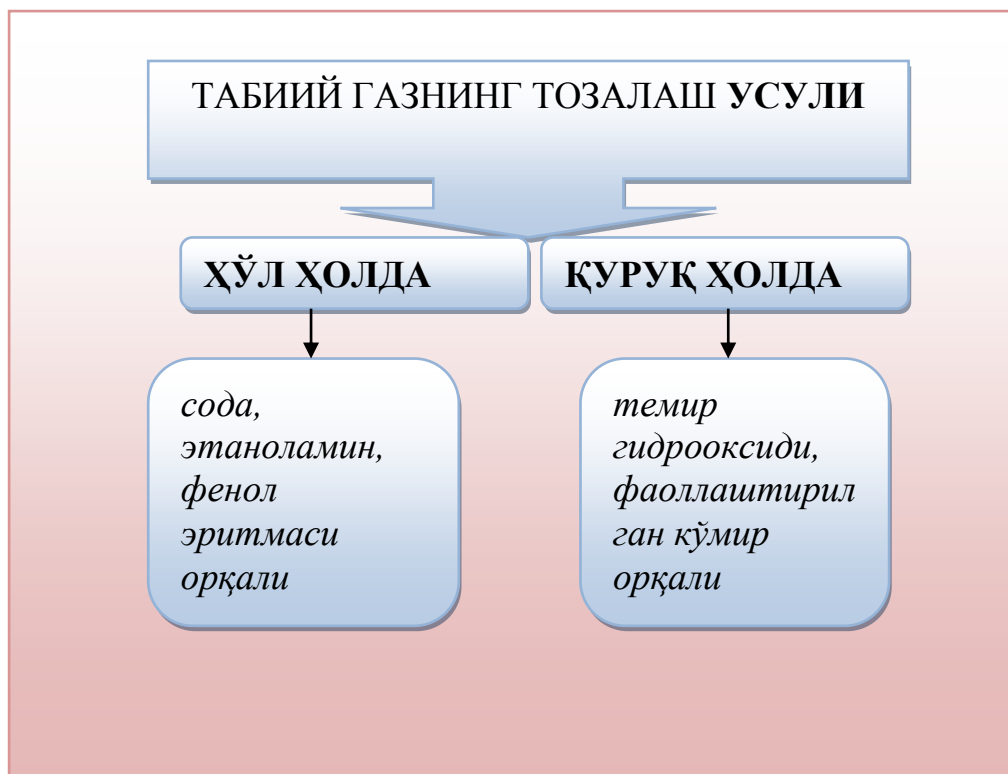 ТАБИИЙ ГАЗНИНГ ТОЗАЛАШ УСУЛИ
ҲЎЛ ҲОЛДА
сода,
этаноламин,
фенол
эритмаси
орқали
ҚУРУҚ ҲОЛДА
темир
гидрооксиди,
фаоллаштирил
ган кўмир
орқали